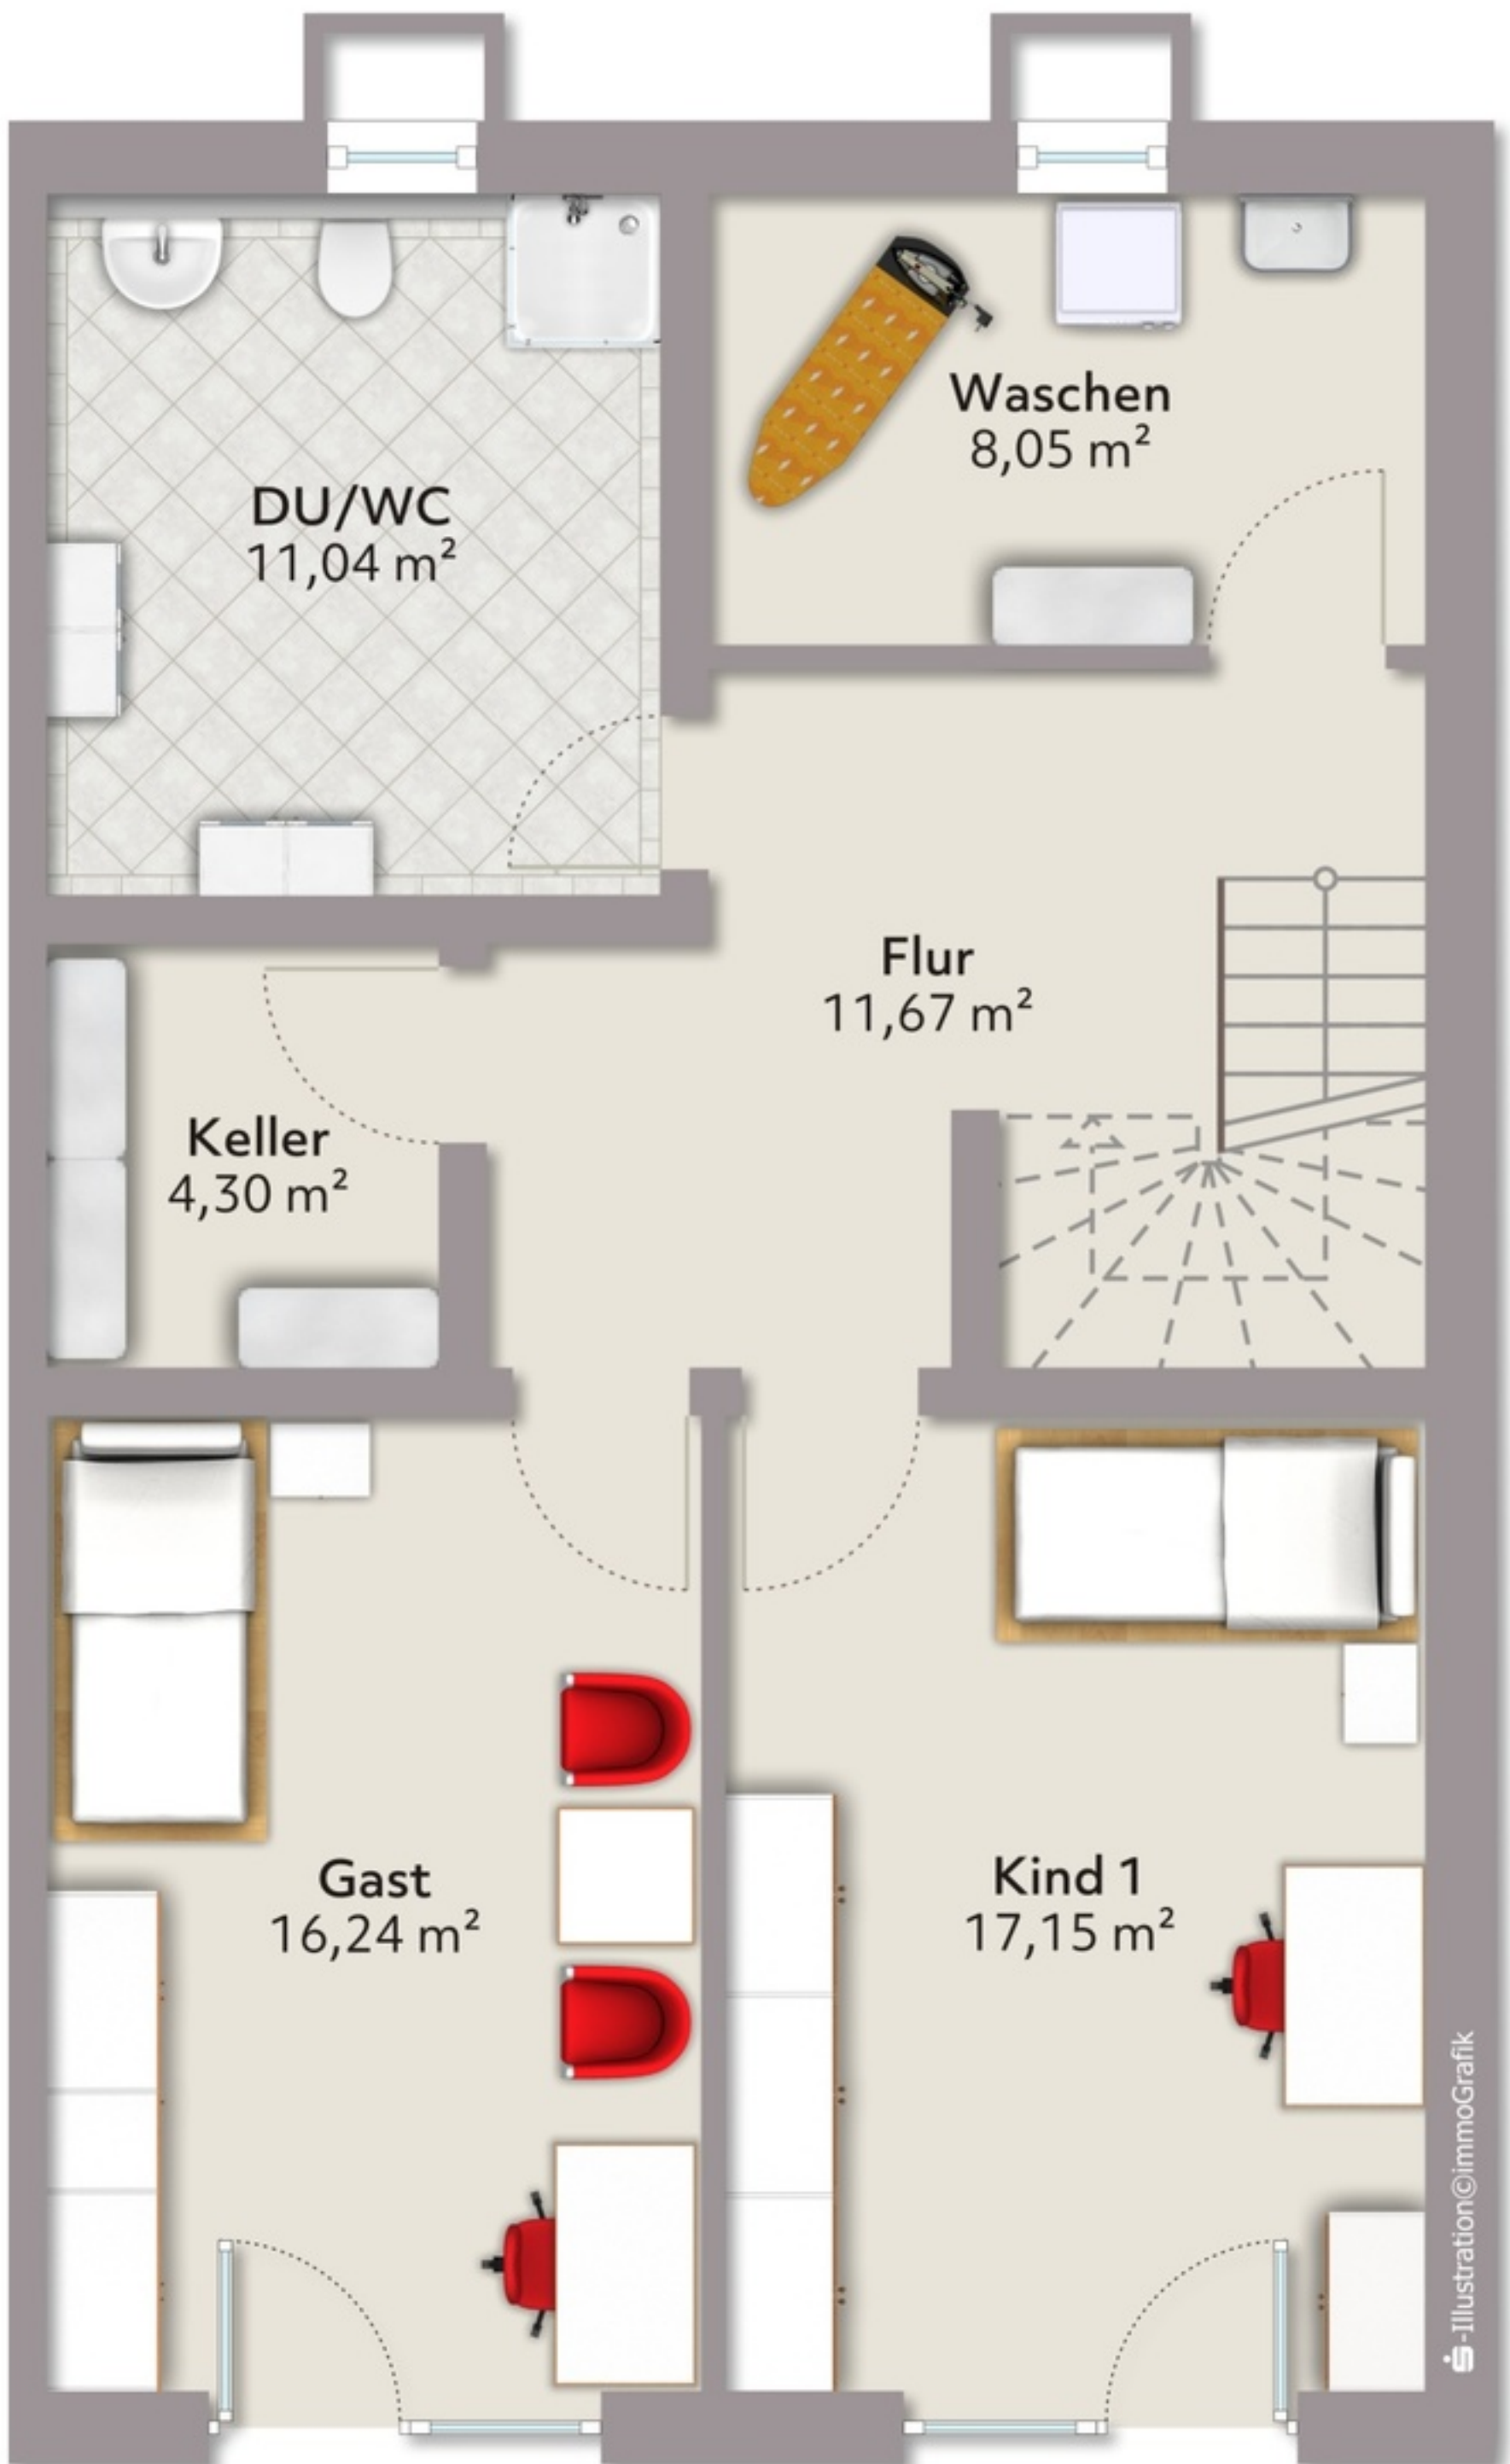 DU/WC
11,04 m²
Waschen
8,05 m²
Flur
11,67 m²
Keller
4,30 m²
Gast
16,24 m²
Kind 1
17,15 m²
-Illustration©immoGrafik